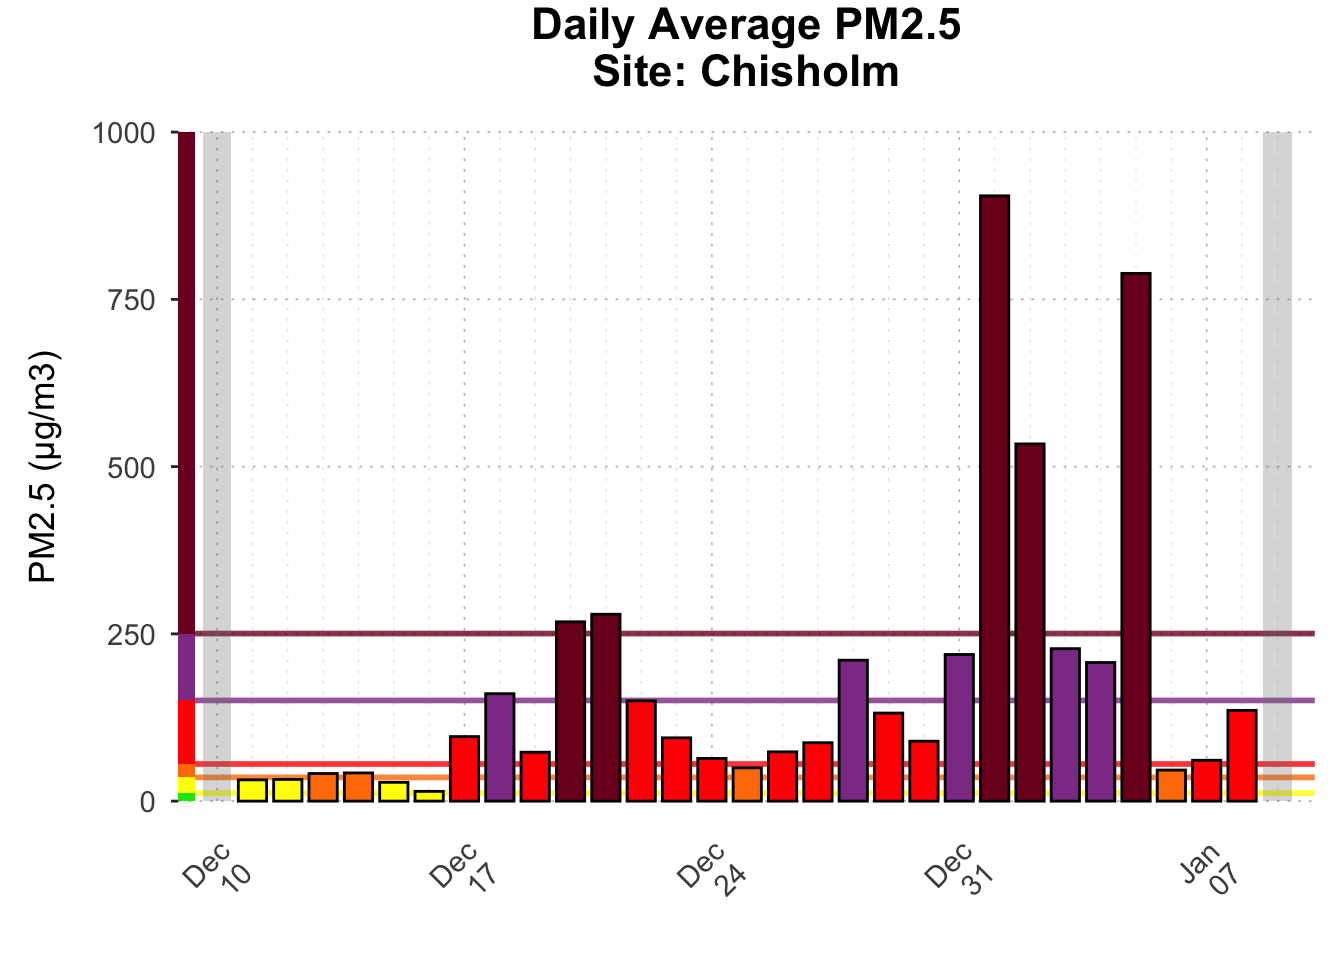 Daily Average PM2.5
Site: Chisholm
1000
750
500
250
0
PM2.5 (µg/m3)
Dec
10
Dec
17
Dec
24
Dec
31
Jan
07